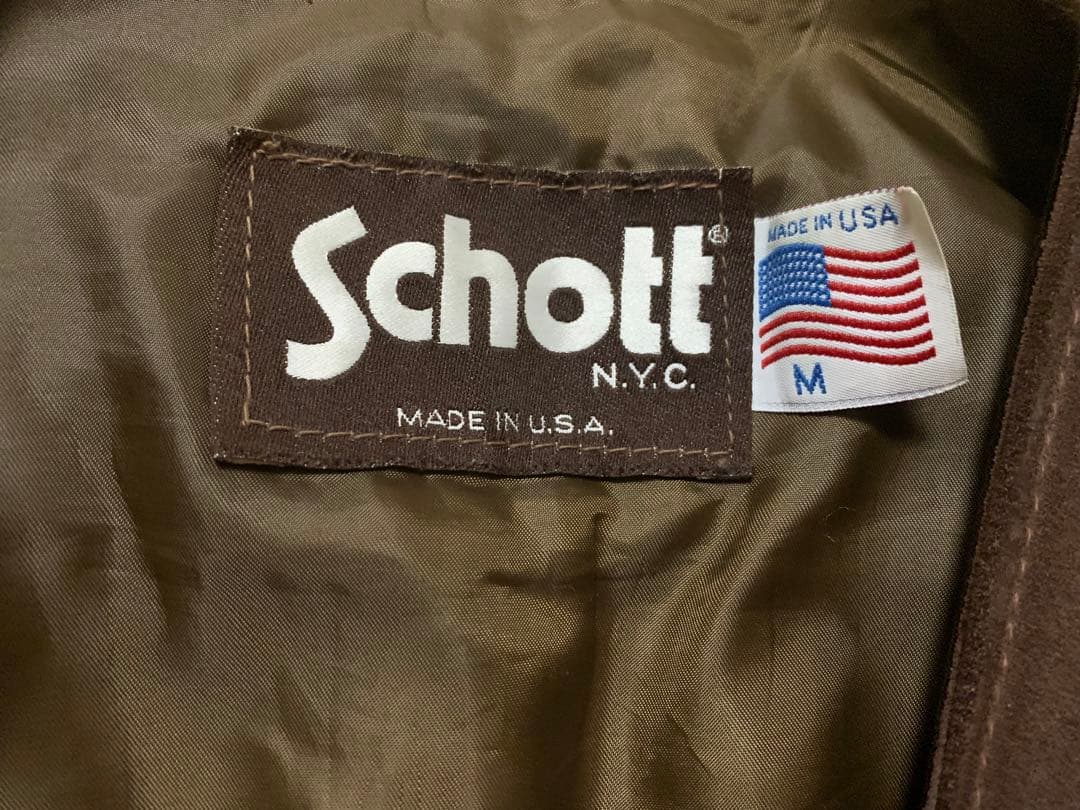 Schott®
N.Y.C.
MADE IN U.S.A.
MADE IN USA
M